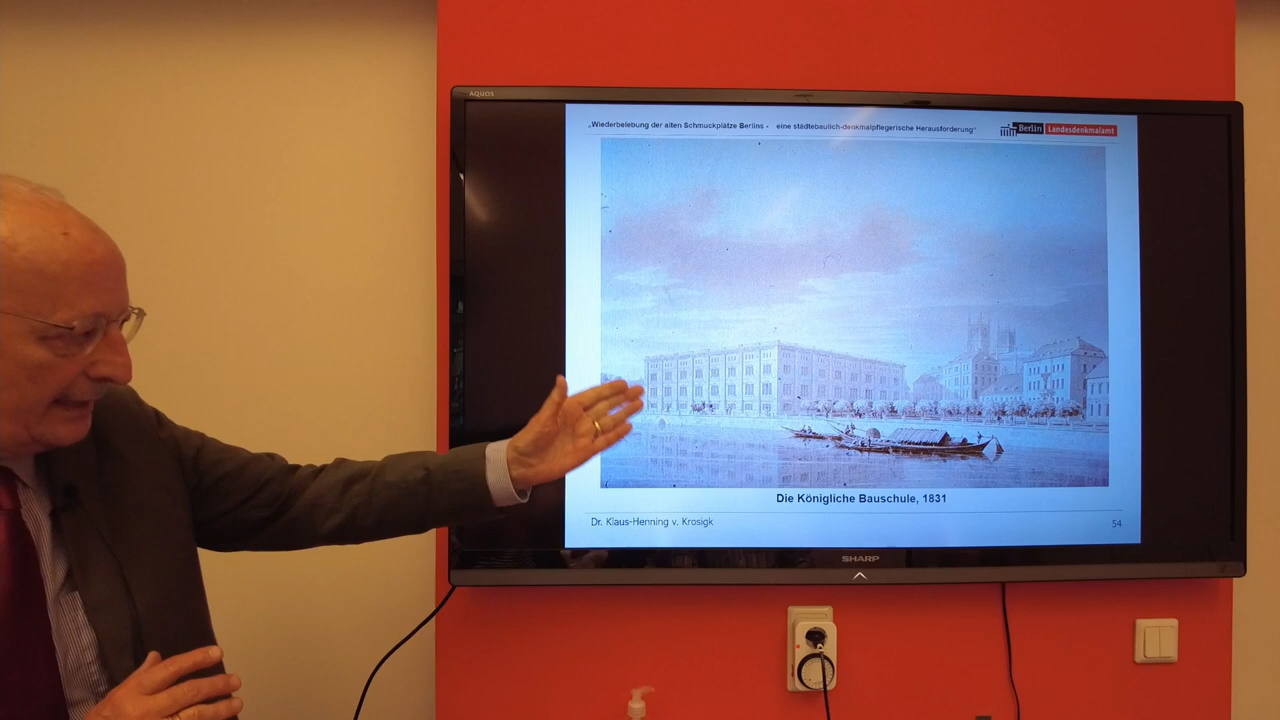 AQUOS
„Wiederbelebung der alten Schmuckplätze Berlins - eine städtebaulich-denkmalpflegerische Herausforderung“
Berlin Landesdenkmalamt
Die Königliche Bauschule, 1831
Dr. Klaus-Henning v. Krosigk
54
SHARP